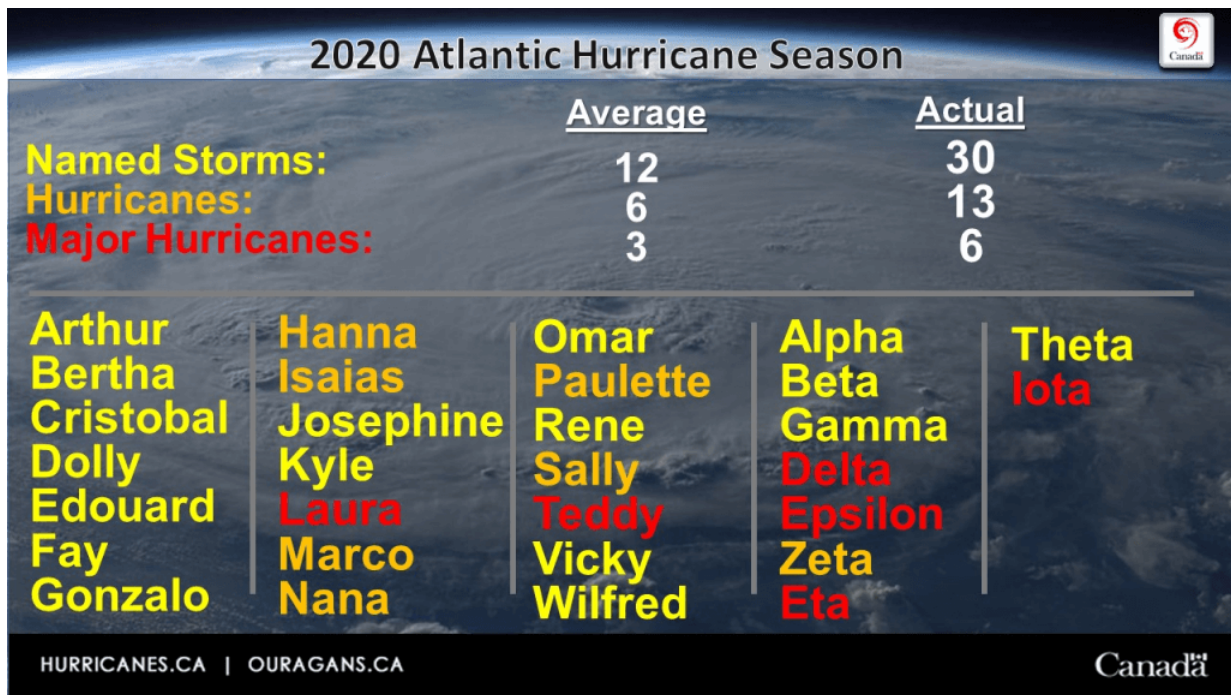 2020 Atlantic Hurricane Season
Canada
Average Actual
Named Storms: 12 30
Hurricanes: 6 13
Major Hurricanes: 3 6
Arthur
Bertha
Cristobal
Dolly
Edouard
Fay
Gonzalo
Hanna
Isaias
Josephine
Kyle
Laura
Marco
Nana
Omar
Paulette
Rene
Sally
Teddy
Vicky
Wilfred
Alpha
Beta
Gamma
Delta
Epsilon
Zeta
Eta
Theta
Iota
HURRICANES.CA | OURAGANS.CA
Canada